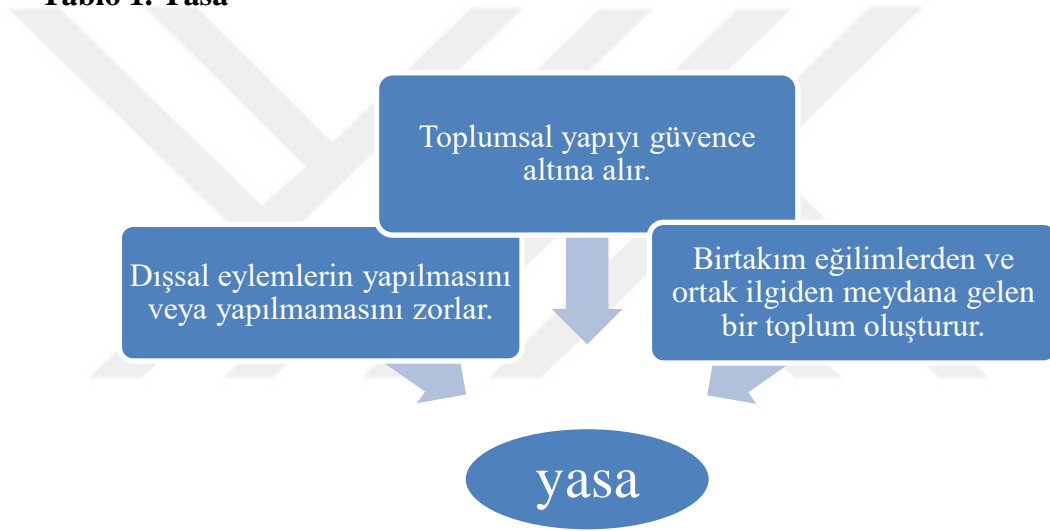 Tablo 1. Yasa
Toplumsal yapıyı güvence
altına alır.
Dışsal eylemlerin yapılmasını
veya yapılmamasını zorlar.
Birtakım eğilimlerden ve
ortak ilgiden meydana gelen
bir toplum oluşturur.
yasa